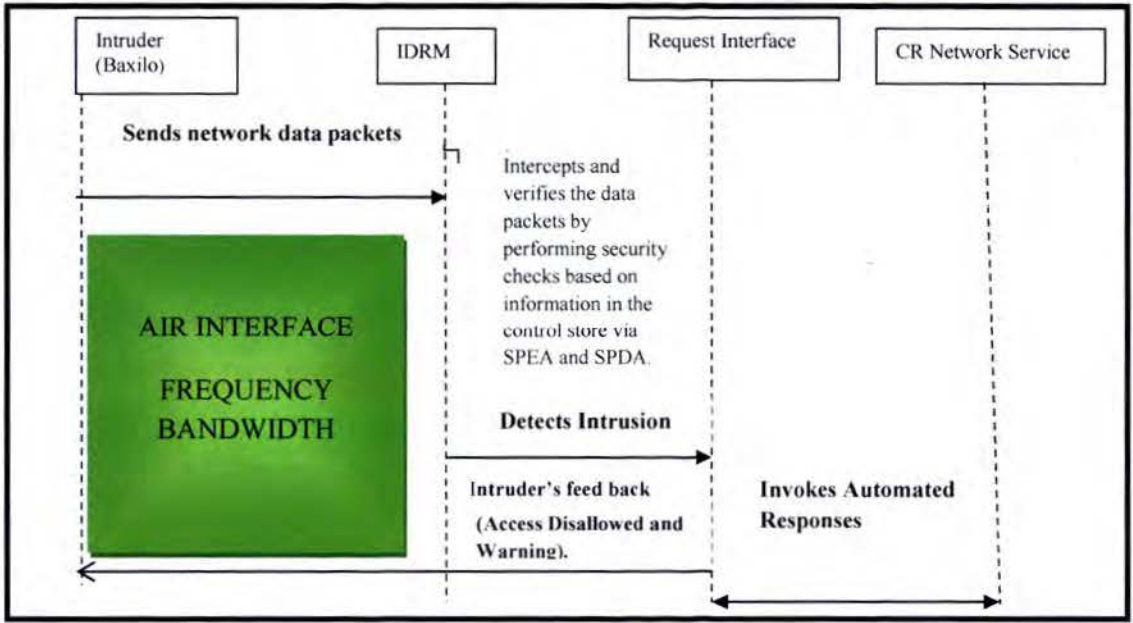 Intruder
(Baxilo)
IDRM
Request Interface
CR Network Service
Sends network data packets
Intercepts and
verifies the data
packets by
performing security
checks based on
information in the
control store via
SPEA and SPDA.
AIR INTERFACE
FREQUENCY
BANDWIDTH
Detects Intrusion
Intruder's feed back
(Access Disallowed and
Warning).
Invokes Automated
Responses